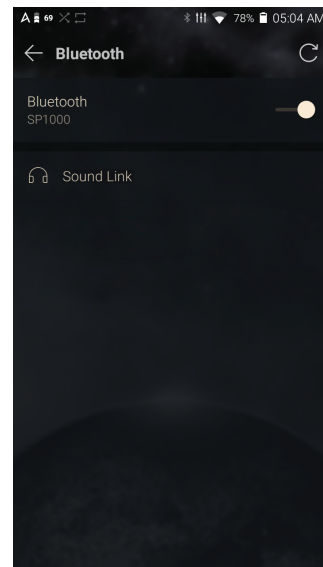 A 69 78% 05:04 AM
Bluetooth
Bluetooth
SP1000
Sound Link